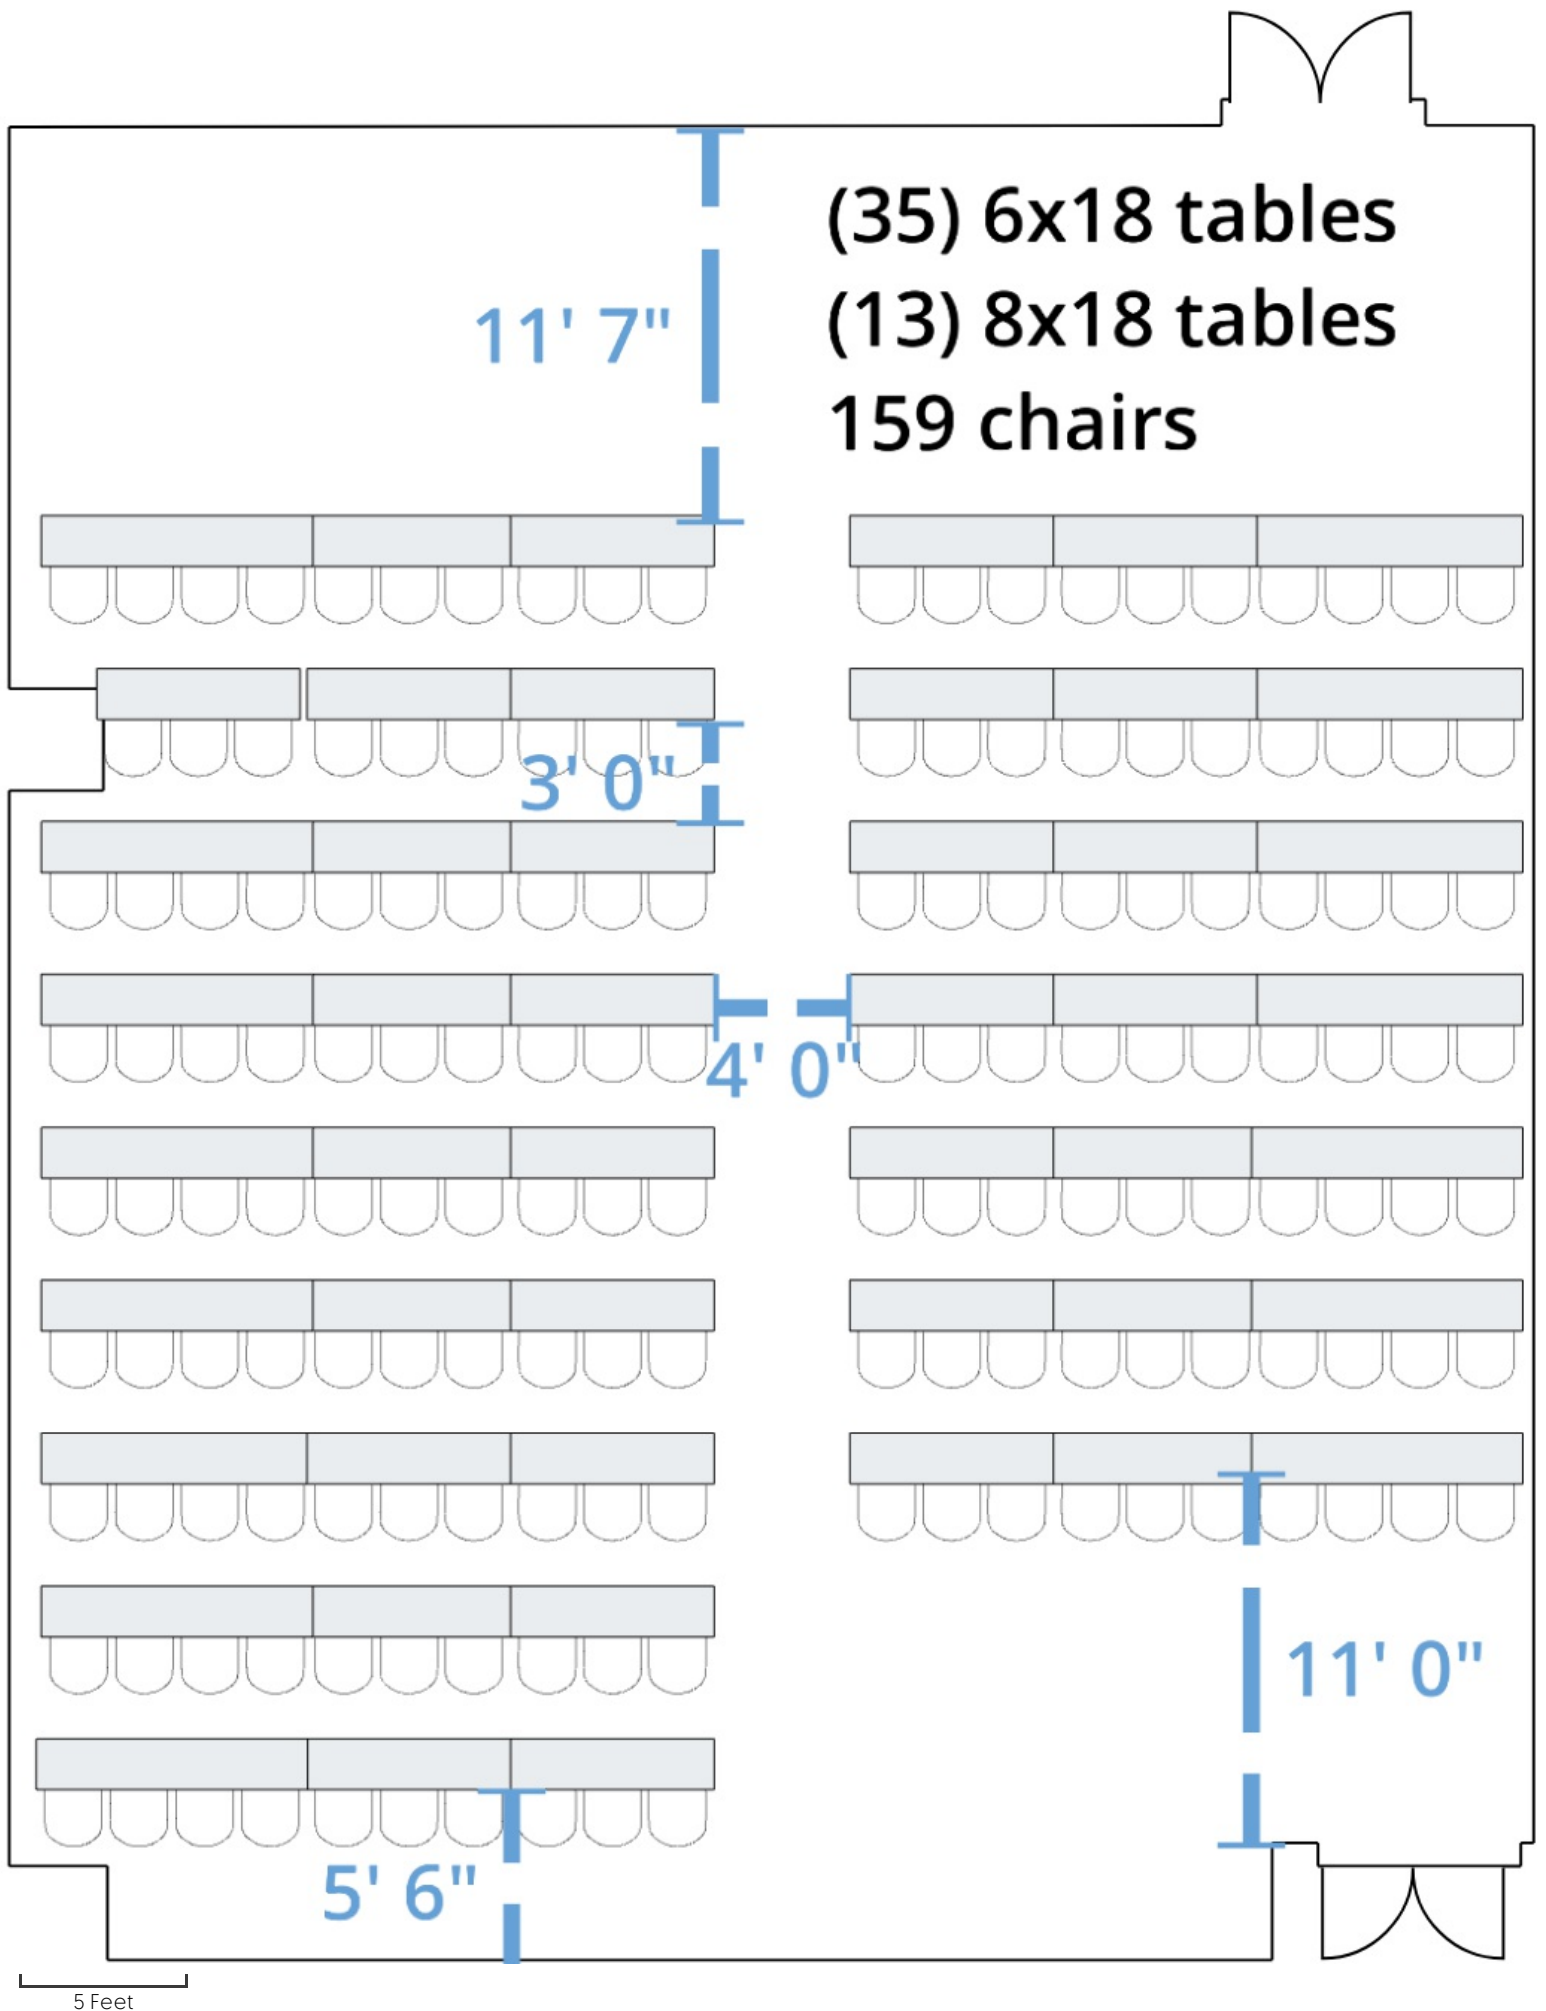 (35) 6x18 tables
(13) 8x18 tables
159 chairs
11' 7"
3' 0"
4' 0"
11' 0"
5' 6"
5 Feet